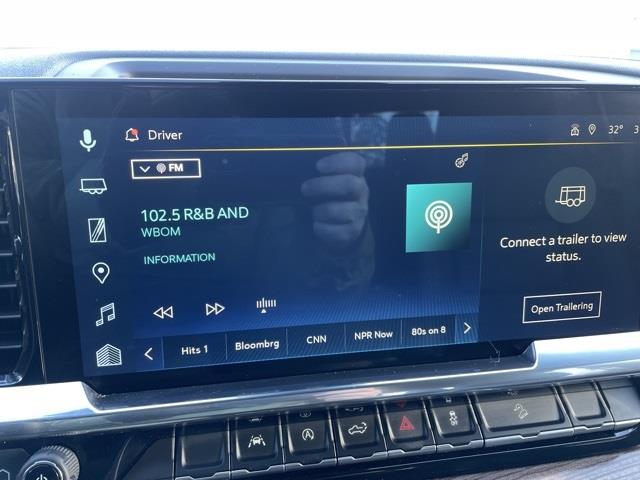 Driver
32°
3
FM
102.5 R&B AND
WBOM
INFORMATION
Connect a trailer to view
status.
Open Trailering
Hits 1
Bloombrg
CNN
NPR Now
80s on 8